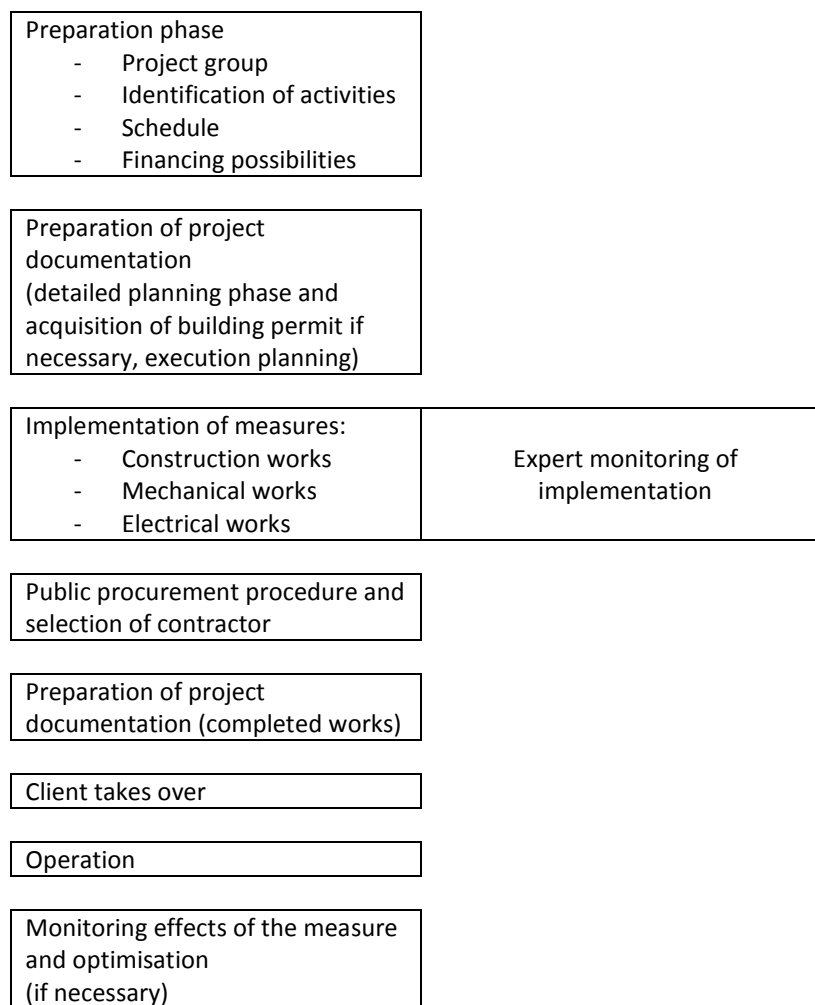 Preparation phase
- Project group
- Identification of activities
- Schedule
- Financing possibilities
Preparation of project
documentation
(detailed planning phase and
acquisition of building permit if
necessary, execution planning)
Implementation of measures:
- Construction works
- Mechanical works
- Electrical works
Expert monitoring of
implementation
Public procurement procedure and
selection of contractor
Preparation of project
documentation (completed works)
Client takes over
Operation
Monitoring effects of the measure
and optimisation
(if necessary)